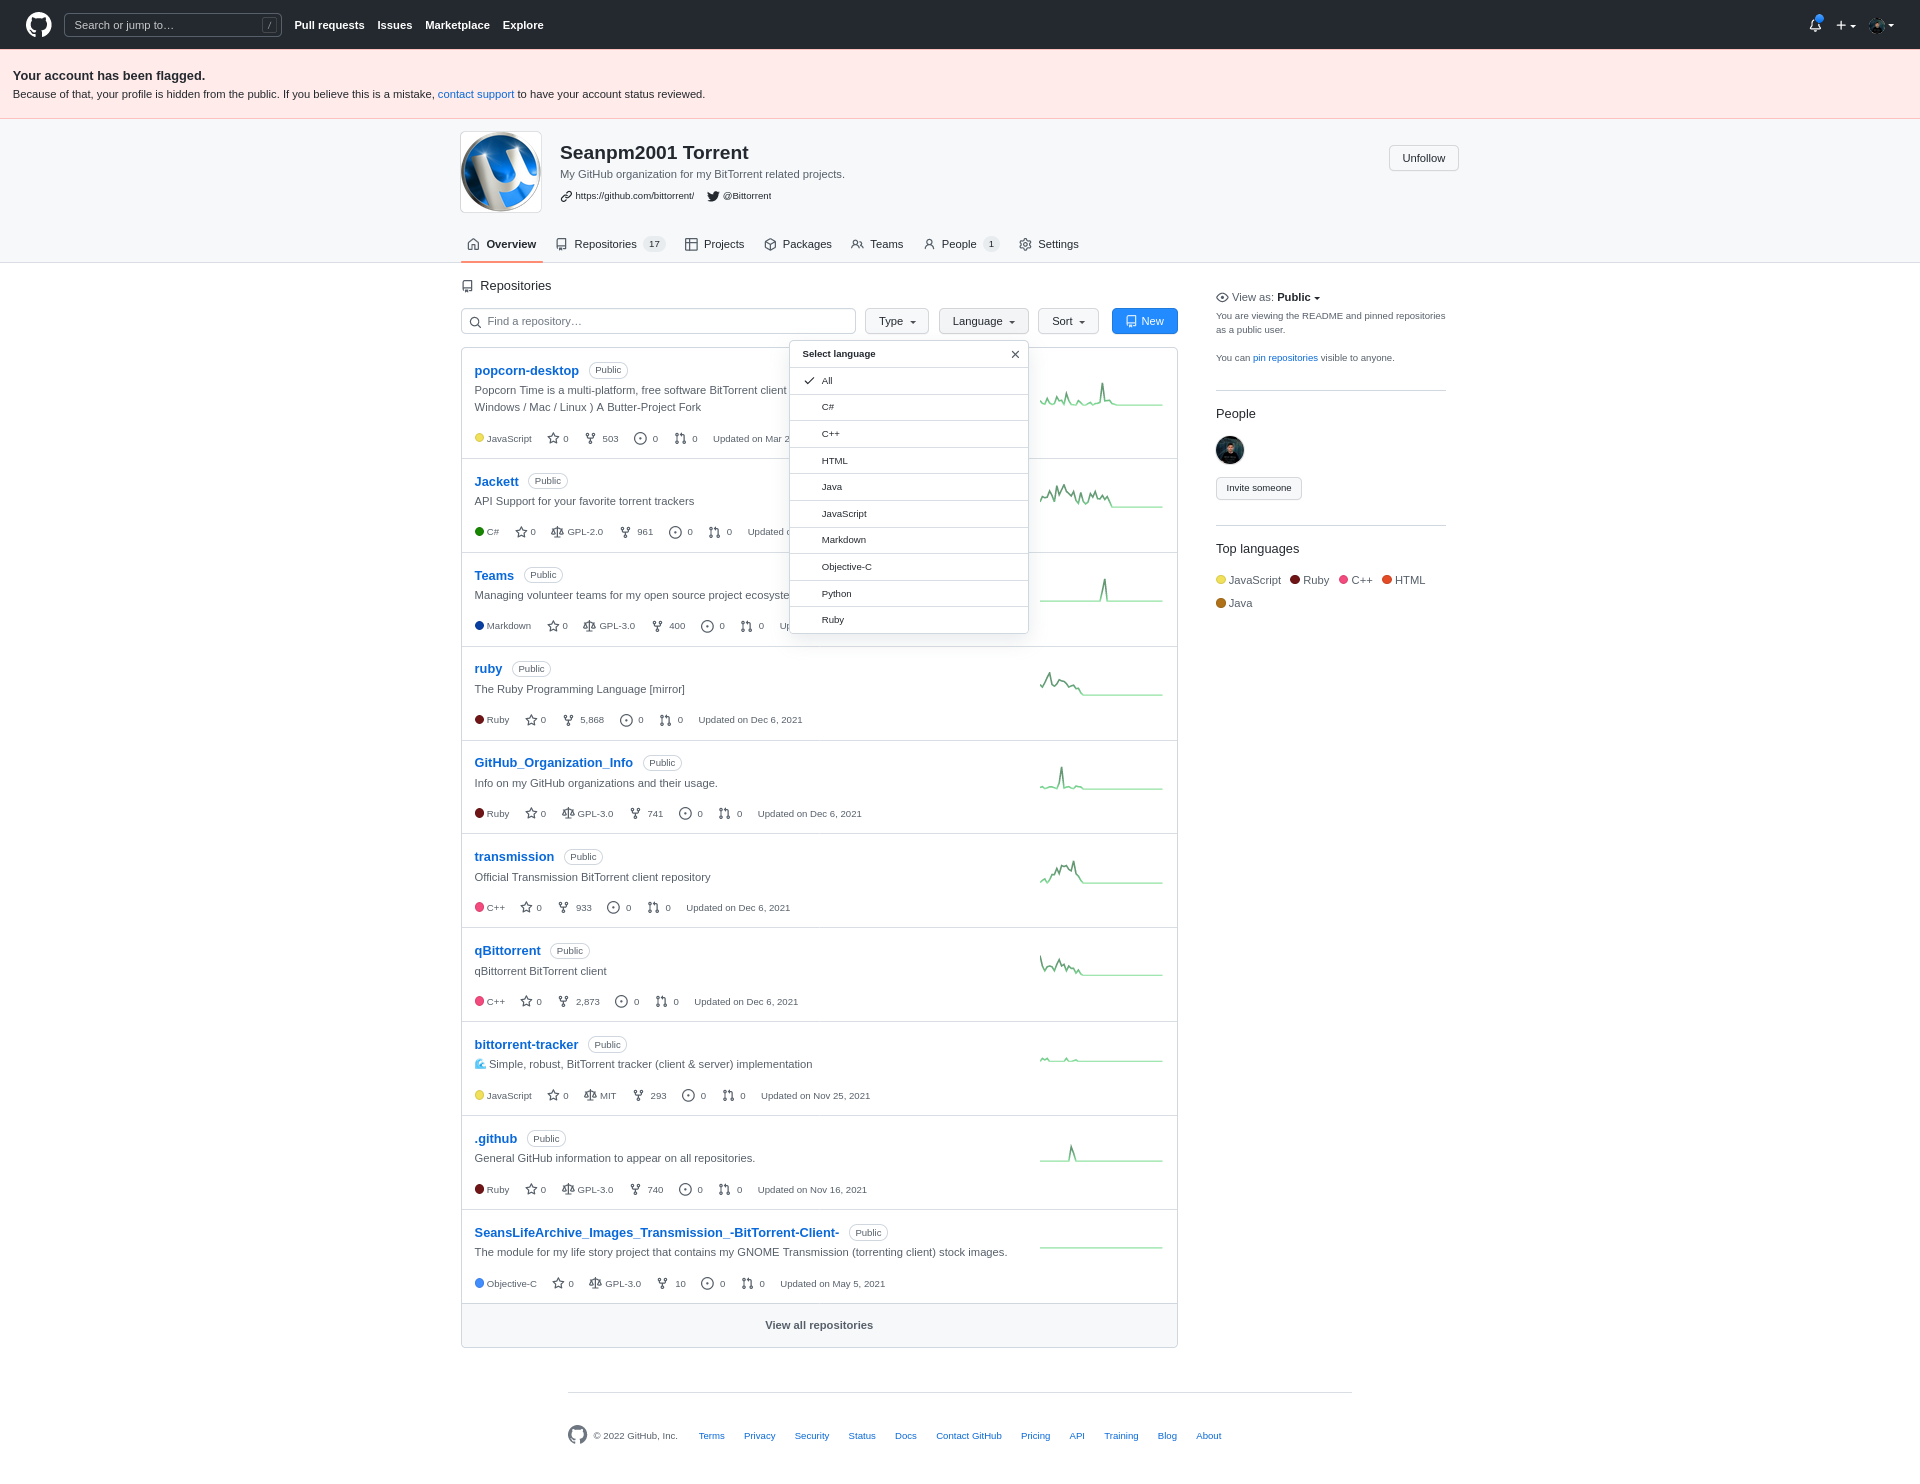 Search or jump to… /
Pull requests Issues Marketplace Explore
Your account has been flagged.
Because of that, your profile is hidden from the public. If you believe this is a mistake, contact support to have your account status reviewed.
Seanpm2001 Torrent
Unfollow
My GitHub organization for my BitTorrent related projects.
https://github.com/bittorrent/ @Bittorrent
Overview Repositories 17 Projects Packages Teams People 1 Settings
Repositories
Find a repository… Type Language Sort New
Select language
All
C#
C++
HTML
Java
JavaScript
Markdown
Objective-C
Python
Ruby
popcorn-desktop Public
Popcorn Time is a multi-platform, free software BitTorrent client
Windows / Mac / Linux ) A Butter-Project Fork
JavaScript 0 503 0 0 Updated on Mar 2
Jackett Public
API Support for your favorite torrent trackers
C# 0 GPL-2.0 961 0 0 Updated
Teams Public
Managing volunteer teams for my open source project ecosyste
Markdown 0 GPL-3.0 400 0 0 Up
ruby Public
The Ruby Programming Language [mirror]
Ruby 0 5,868 0 0 Updated on Dec 6, 2021
GitHub_Organization_Info Public
Info on my GitHub organizations and their usage.
Ruby 0 GPL-3.0 741 0 0 Updated on Dec 6, 2021
transmission Public
Official Transmission BitTorrent client repository
C++ 0 933 0 0 Updated on Dec 6, 2021
qBittorrent Public
qBittorrent BitTorrent client
C++ 0 2,873 0 0 Updated on Dec 6, 2021
bittorrent-tracker Public
🌊 Simple, robust, BitTorrent tracker (client & server) implementation
JavaScript 0 MIT 293 0 0 Updated on Nov 25, 2021
.github Public
General GitHub information to appear on all repositories.
Ruby 0 GPL-3.0 740 0 0 Updated on Nov 16, 2021
SeansLifeArchive_Images_Transmission_-BitTorrent-Client- Public
The module for my life story project that contains my GNOME Transmission (torrenting client) stock images.
Objective-C 0 GPL-3.0 10 0 0 Updated on May 5, 2021
View all repositories
View as: Public
You are viewing the README and pinned repositories
as a public user.
You can pin repositories visible to anyone.
People
Invite someone
Top languages
JavaScript Ruby C++ HTML
Java
© 2022 GitHub, Inc. Terms Privacy Security Status Docs Contact GitHub Pricing API Training Blog About